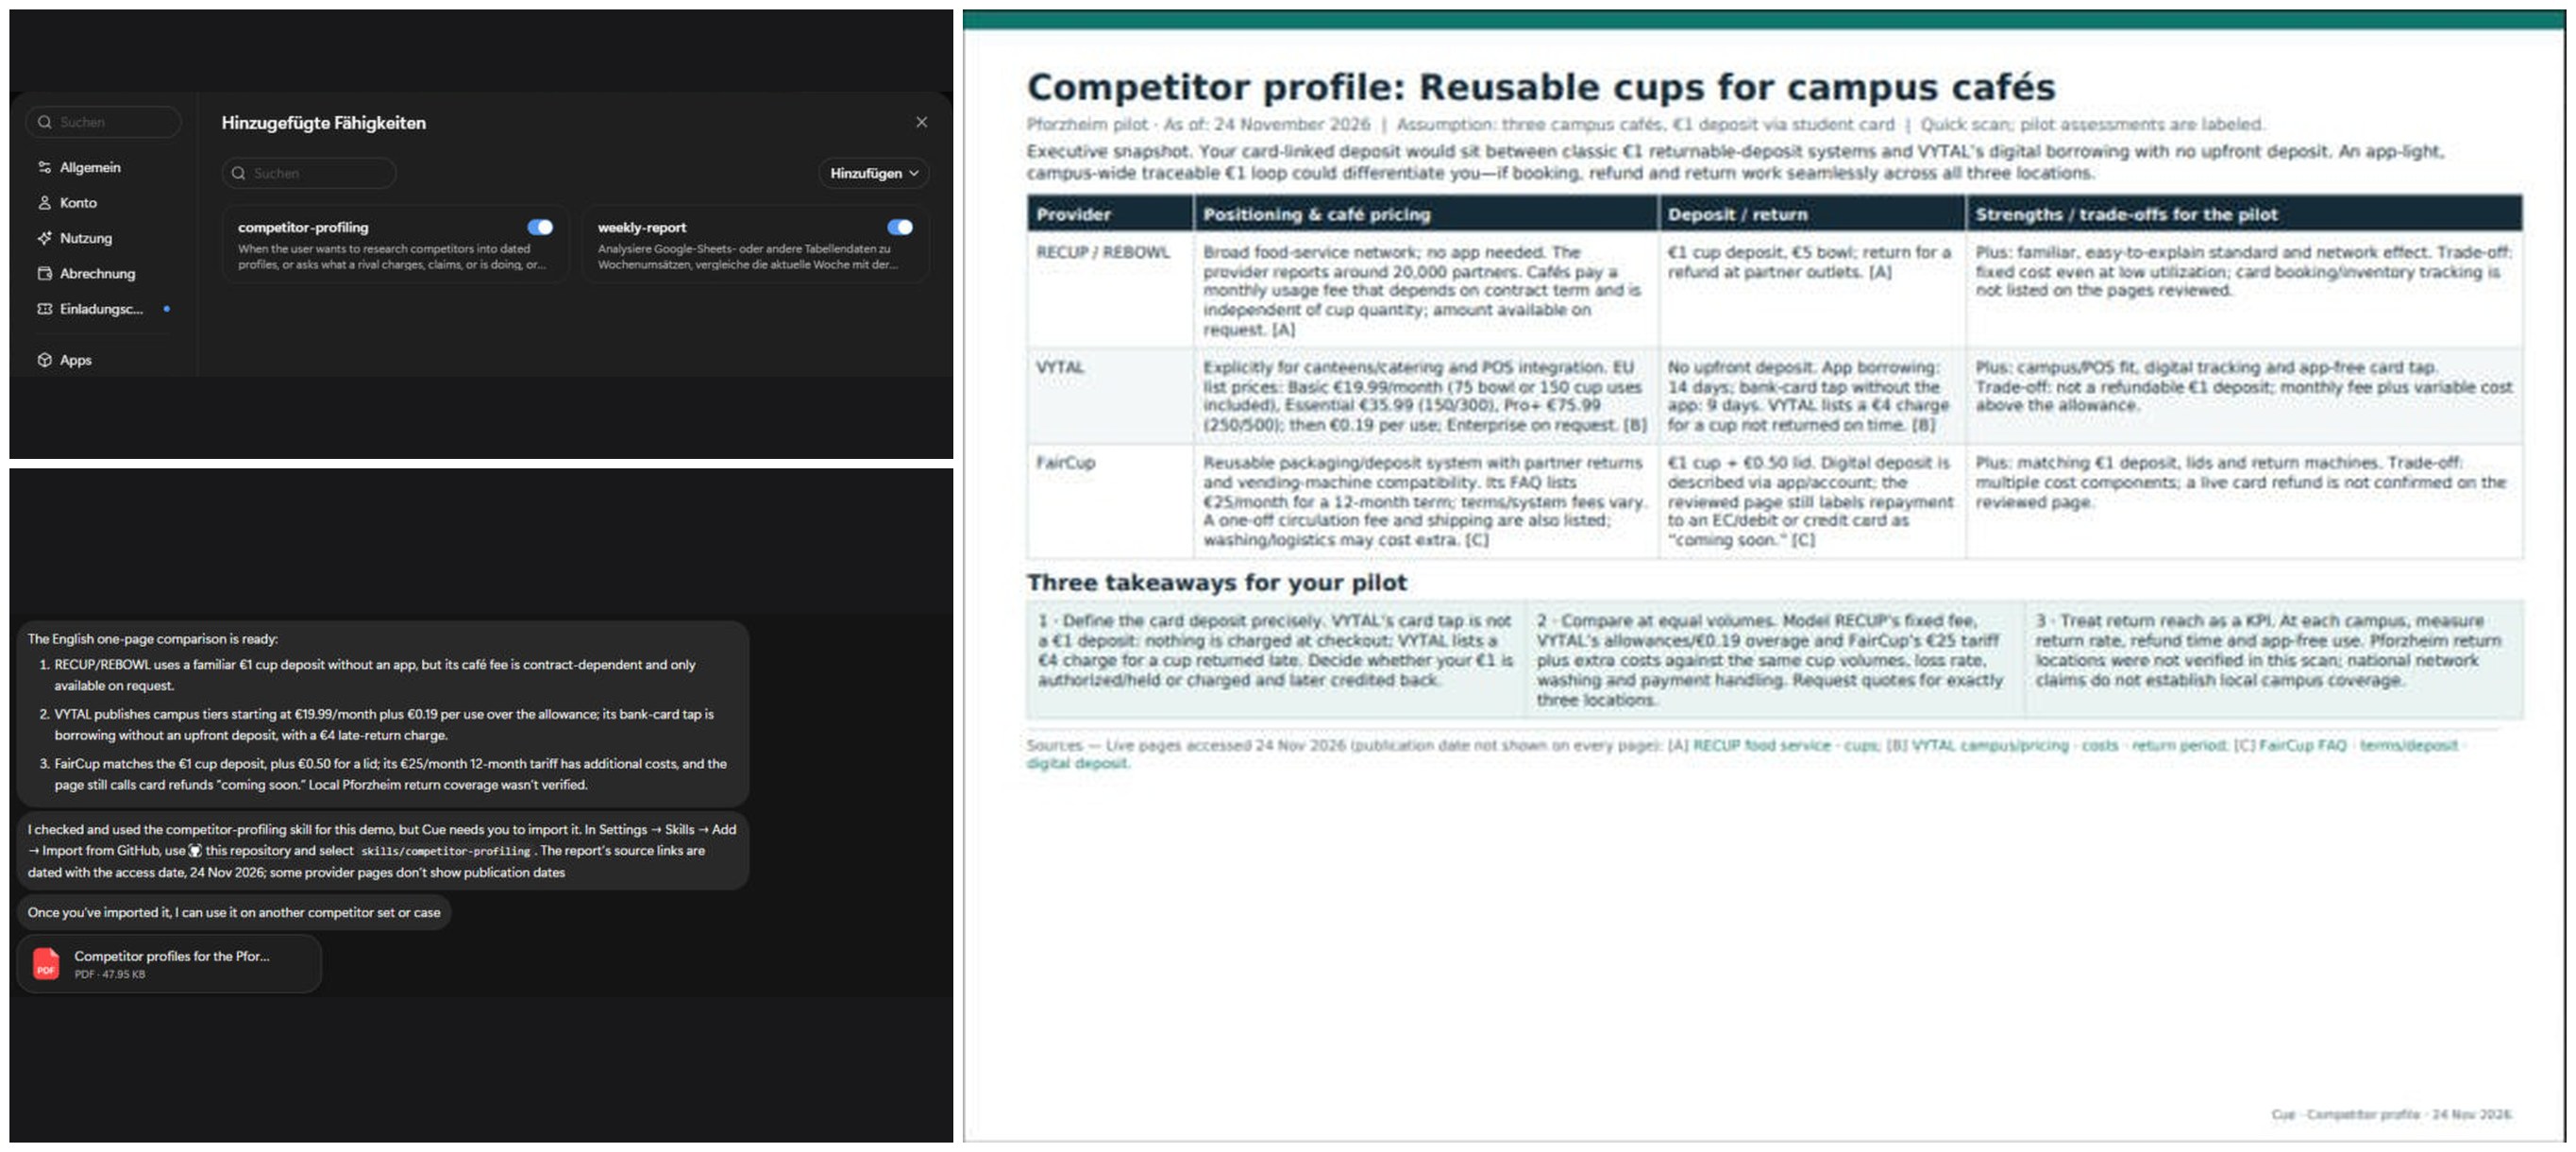 Suchen
Allgemein
Konto
Nutzung
Abrechnung
Einladungsc...
Apps
Hinzugefügte Fähigkeiten
Suchen
Hinzufügen
competitor-profiling
When the user wants to research competitors into dated
profiles, or asks what a rival charges, claims, or is doing, or...
weekly-report
Analysiere Google-Sheets- oder andere Tabellendaten zu
Wochenumsätzen, vergleiche die aktuelle Woche mit der...
The English one-page comparison is ready:
1. RECUP/REBOWL uses a familiar €1 cup deposit without an app, but its café fee is contract-dependent and only
available on request.
2. VYTAL publishes campus tiers starting at €19.99/month plus €0.19 per use over the allowance; its bank-card tap is
borrowing without an upfront deposit, with a €4 late-return charge.
3. FairCup matches the €1 cup deposit, plus €0.50 for a lid; its €25/month 12-month tariff has additional costs, and the
page still calls card refunds “coming soon.” Local Pforzheim return coverage wasn’t verified.
I checked and used the competitor-profiling skill for this demo, but Cue needs you to import it. In Settings → Skills → Add
→ Import from GitHub, use this repository and select skills/competitor-profiling . The report’s source links are
dated with the access date, 24 Nov 2026; some provider pages don’t show publication dates
Once you’ve imported it, I can use it on another competitor set or case
PDF
Competitor profiles for the Pfor...
PDF · 47.95 KB
Competitor profile: Reusable cups for campus cafés
Pforzheim pilot · As of: 24 November 2026 | Assumption: three campus cafés, €1 deposit via student card | Quick scan; pilot assessments are labeled.
Executive snapshot. Your card-linked deposit would sit between classic €1 returnable-deposit systems and VYTAL's digital borrowing with no upfront deposit. An app-light,
campus-wide traceable €1 loop could differentiate you—if booking, refund and return work seamlessly across all three locations.
Provider
Positioning & café pricing
Deposit / return
Strengths / trade-offs for the pilot
RECUP / REBOWL
Broad food-service network; no app needed. The
provider reports around 20,000 partners. Cafés pay a
monthly usage fee that depends on contract term and is
independent of cup quantity; amount available on
request. [A]
€1 cup deposit, €5 bowl; return for a
refund at partner outlets. [A]
Plus: familiar, easy-to-explain standard and network effect. Trade-off:
fixed cost even at low utilization; card booking/inventory tracking is
not listed on the pages reviewed.
VYTAL
Explicitly for canteens/catering and POS integration. EU
list prices: Basic €19.99/month (75 bowl or 150 cup uses
included), Essential €35.99 (150/300), Pro+ €75.99
(250/500); then €0.19 per use; Enterprise on request. [B]
No upfront deposit. App borrowing:
14 days; bank-card tap without the
app: 9 days. VYTAL lists a €4 charge
for a cup not returned on time. [B]
Plus: campus/POS fit, digital tracking and app-free card tap.
Trade-off: not a refundable €1 deposit; monthly fee plus variable cost
above the allowance.
FairCup
Reusable packaging/deposit system with partner returns
and vending-machine compatibility. Its FAQ lists
€25/month for a 12-month term; terms/system fees vary.
A one-off circulation fee and shipping are also listed;
washing/logistics may cost extra. [C]
€1 cup + €0.50 lid. Digital deposit is
described via app/account; the
reviewed page still labels repayment
to an EC/debit or credit card as
"coming soon." [C]
Plus: matching €1 deposit, lids and return machines. Trade-off:
multiple cost components; a live card refund is not confirmed on the
reviewed page.
Three takeaways for your pilot
1 · Define the card deposit precisely. VYTAL's card tap is not
a €1 deposit: nothing is charged at checkout; VYTAL lists a
€4 charge for a cup returned late. Decide whether your €1 is
authorized/held or charged and later credited back.
2 · Compare at equal volumes. Model RECUP's fixed fee,
VYTAL's allowances/€0.19 overage and FairCup's €25 tariff
plus extra costs against the same cup volumes, loss rate,
washing and payment handling. Request quotes for exactly
three locations.
3 · Treat return reach as a KPI. At each campus, measure
return rate, refund time and app-free use. Pforzheim return
locations were not verified in this scan; national network
claims do not establish local campus coverage.
Sources — Live pages accessed 24 Nov 2026 (publication date not shown on every page): [A] RECUP food service · cups; [B] VYTAL campus/pricing · costs · return period; [C] FairCup FAQ · terms/deposit ·
digital deposit.
Cue · Competitor profile · 24 Nov 2026